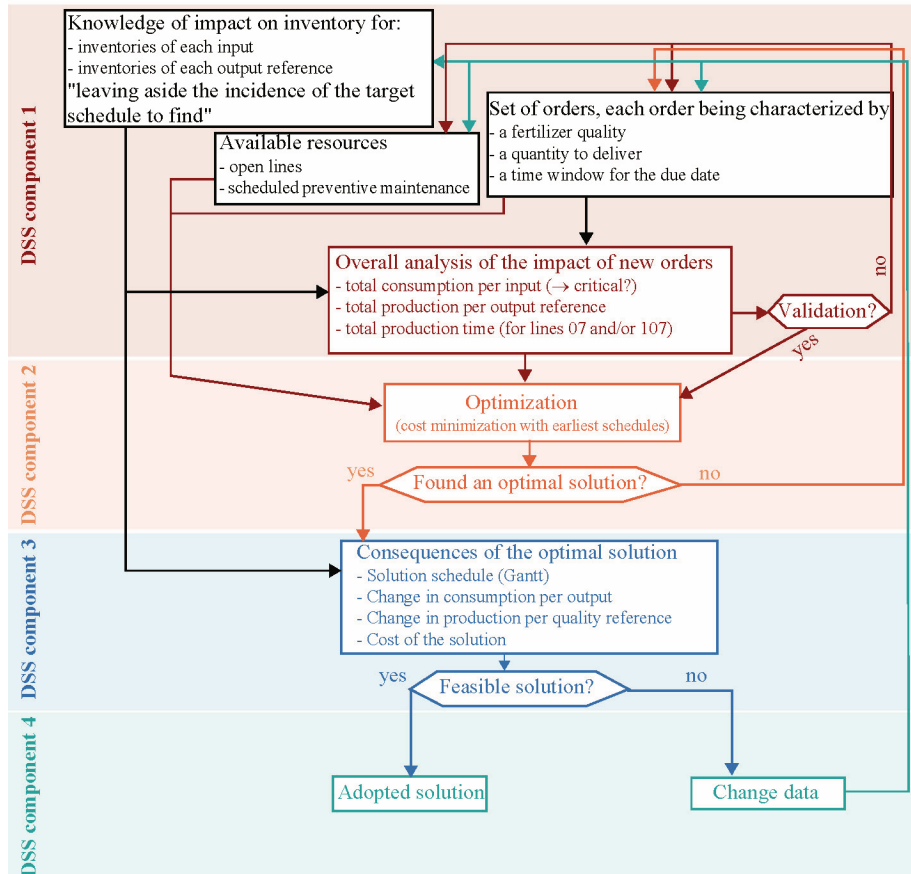 DSS component 1
Knowledge of impact on inventory for:
- inventories of each input
- inventories of each output reference
"leaving aside the incidence of the target
schedule to find"
Available resources
- open lines
- scheduled preventive maintenance
Set of orders, each order being characterized by
- a fertilizer quality
- a quantity to deliver
- a time window for the due date
Overall analysis of the impact of new orders
- total consumption per input (→ critical?)
- total production per output reference
- total production time (for lines 07 and/or 107)
Validation?
no
yes
DSS component 2
Optimization
(cost minimization with earliest schedules)
yes
Found an optimal solution?
no
DSS component 3
Consequences of the optimal solution
- Solution schedule (Gantt)
- Change in consumption per output
- Change in production per quality reference
- Cost of the solution
yes
Feasible solution?
no
DSS component 4
Adopted solution
Change data